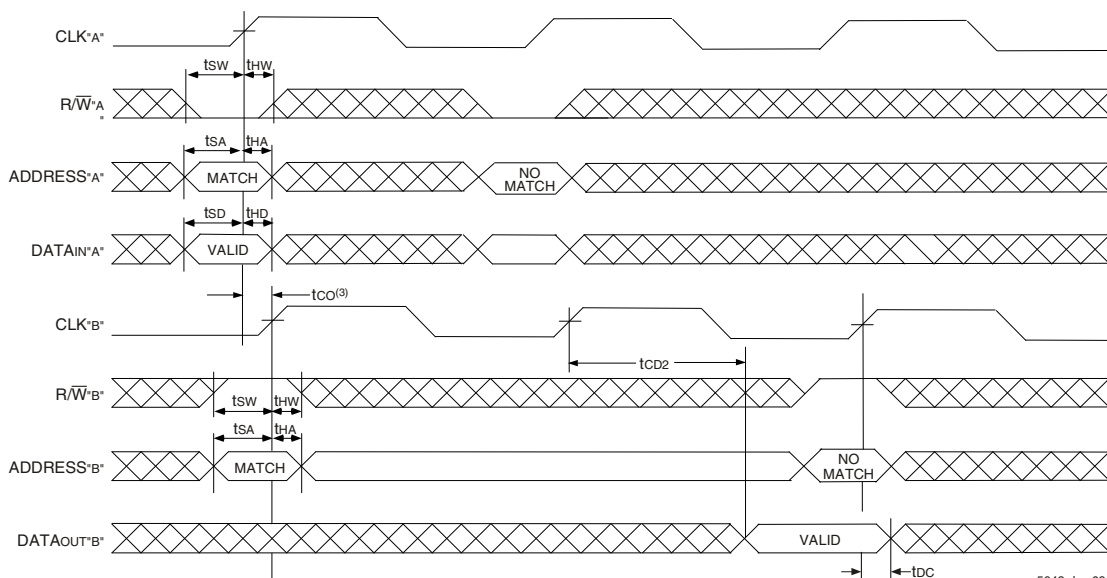 CLK"A"
tSW tHW
R/W"A"
tSA tHA
ADDRESS"A" MATCH NO MATCH
tSD tHD
DATAIN"A" VALID
tCO(3)
CLK"B"
tCD2
R/W"B"
tSW tHW
tSA tHA
ADDRESS"B" MATCH NO MATCH
DATAOUT"B" VALID
tDC